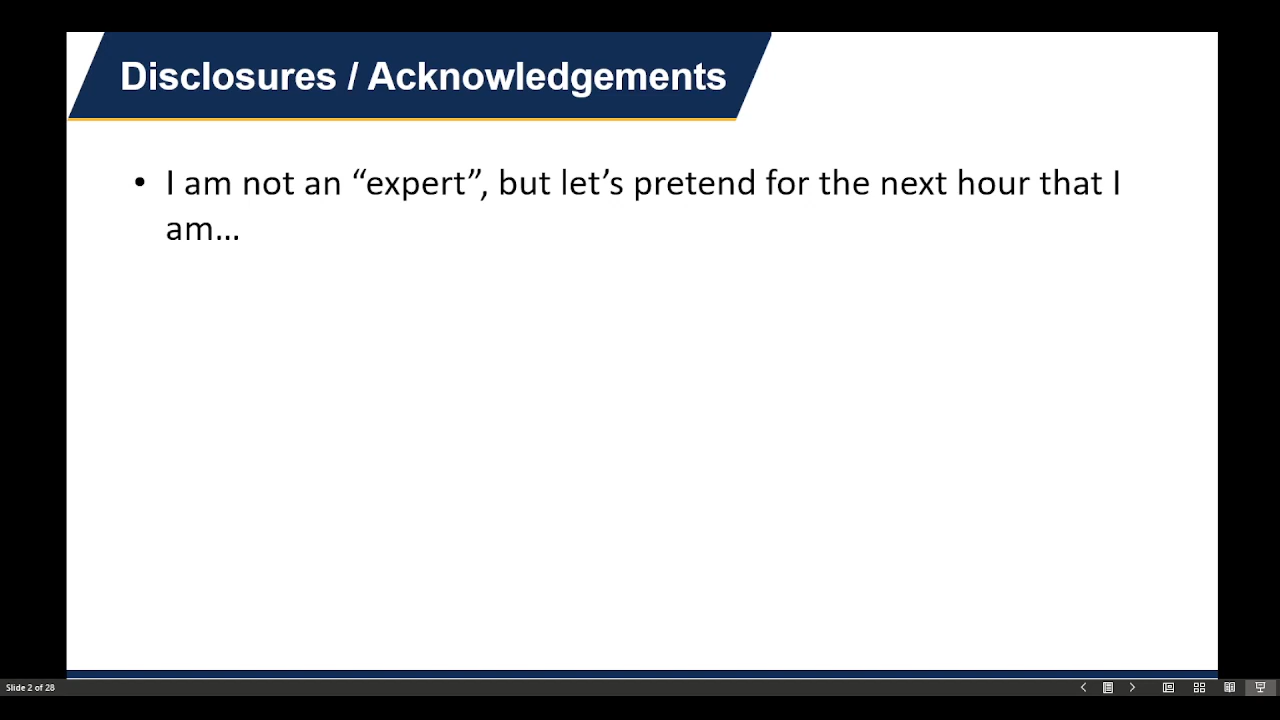 Disclosures / Acknowledgements
• I am not an “expert”, but let’s pretend for the next hour that I
am…
Slide 2 of 28